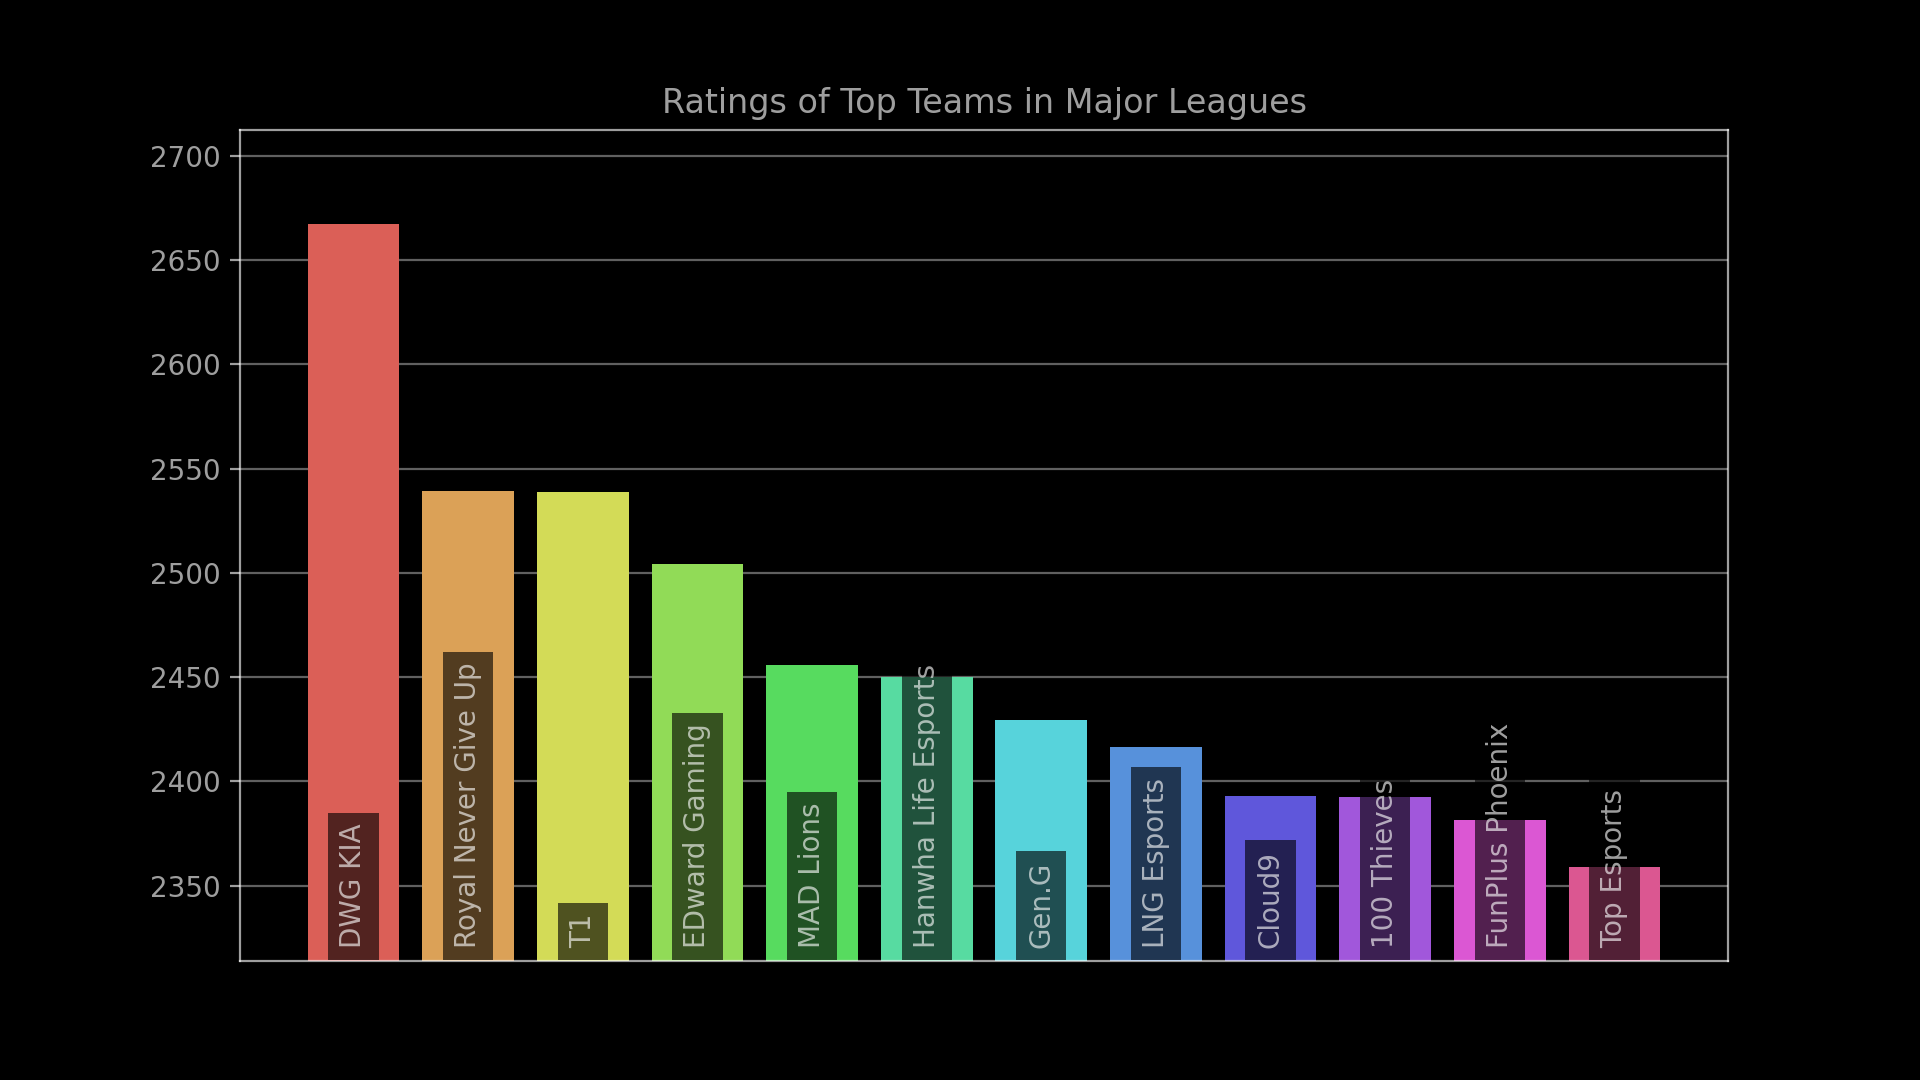 Ratings of Top Teams in Major Leagues
2700
2650
2600
2550
2500
2450
2400
2350
DWG KIA
Royal Never Give Up
T1
EDward Gaming
MAD Lions
Hanwha Life Esports
Gen.G
LNG Esports
Cloud9
100 Thieves
FunPlus Phoenix
Top Esports